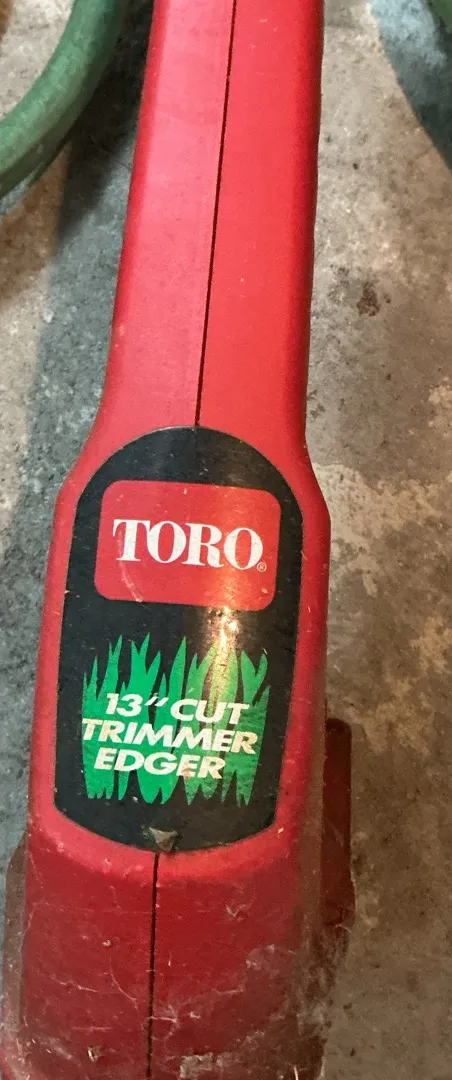 TORO®
13" CUT
TRIMMER
EDGER